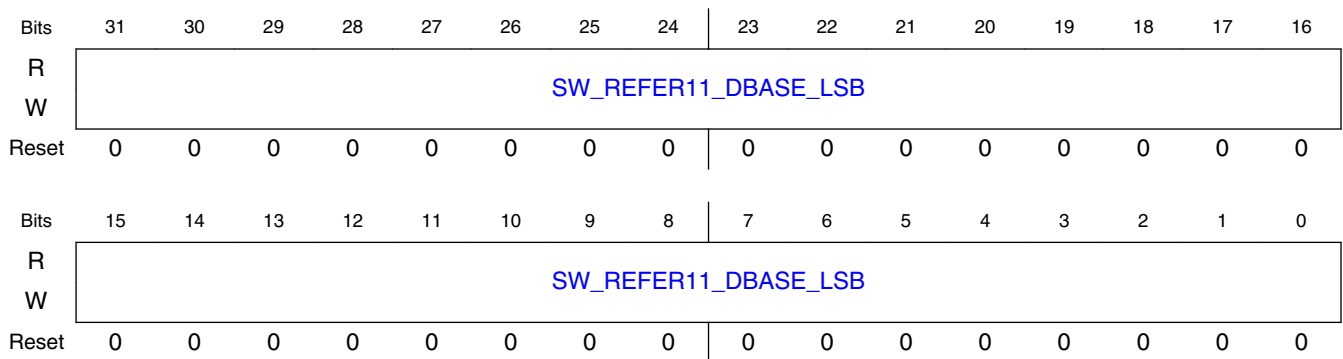 Bits 31 30 29 28 27 26 25 24 23 22 21 20 19 18 17 16
R
SW_REFER11_DBASE_LSB
W
Reset 0 0 0 0 0 0 0 0 0 0 0 0 0 0 0 0
Bits 15 14 13 12 11 10 9 8 7 6 5 4 3 2 1 0
R
SW_REFER11_DBASE_LSB
W
Reset 0 0 0 0 0 0 0 0 0 0 0 0 0 0 0 0